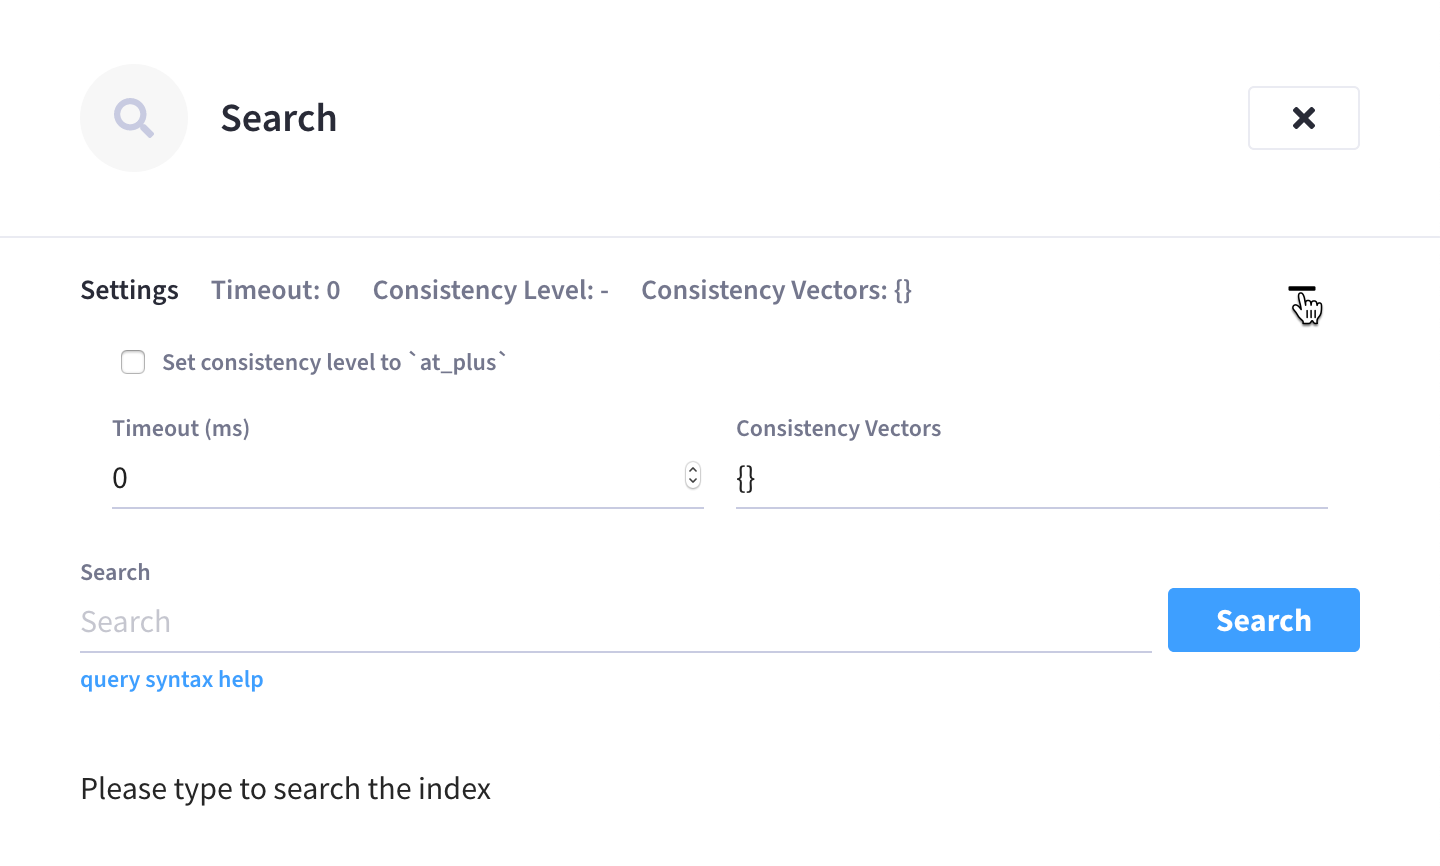 Search
Settings Timeout: 0 Consistency Level: - Consistency Vectors: {}
Set consistency level to `at_plus`
Timeout (ms) Consistency Vectors
0 {}
Search
Search Search
query syntax help
Please type to search the index